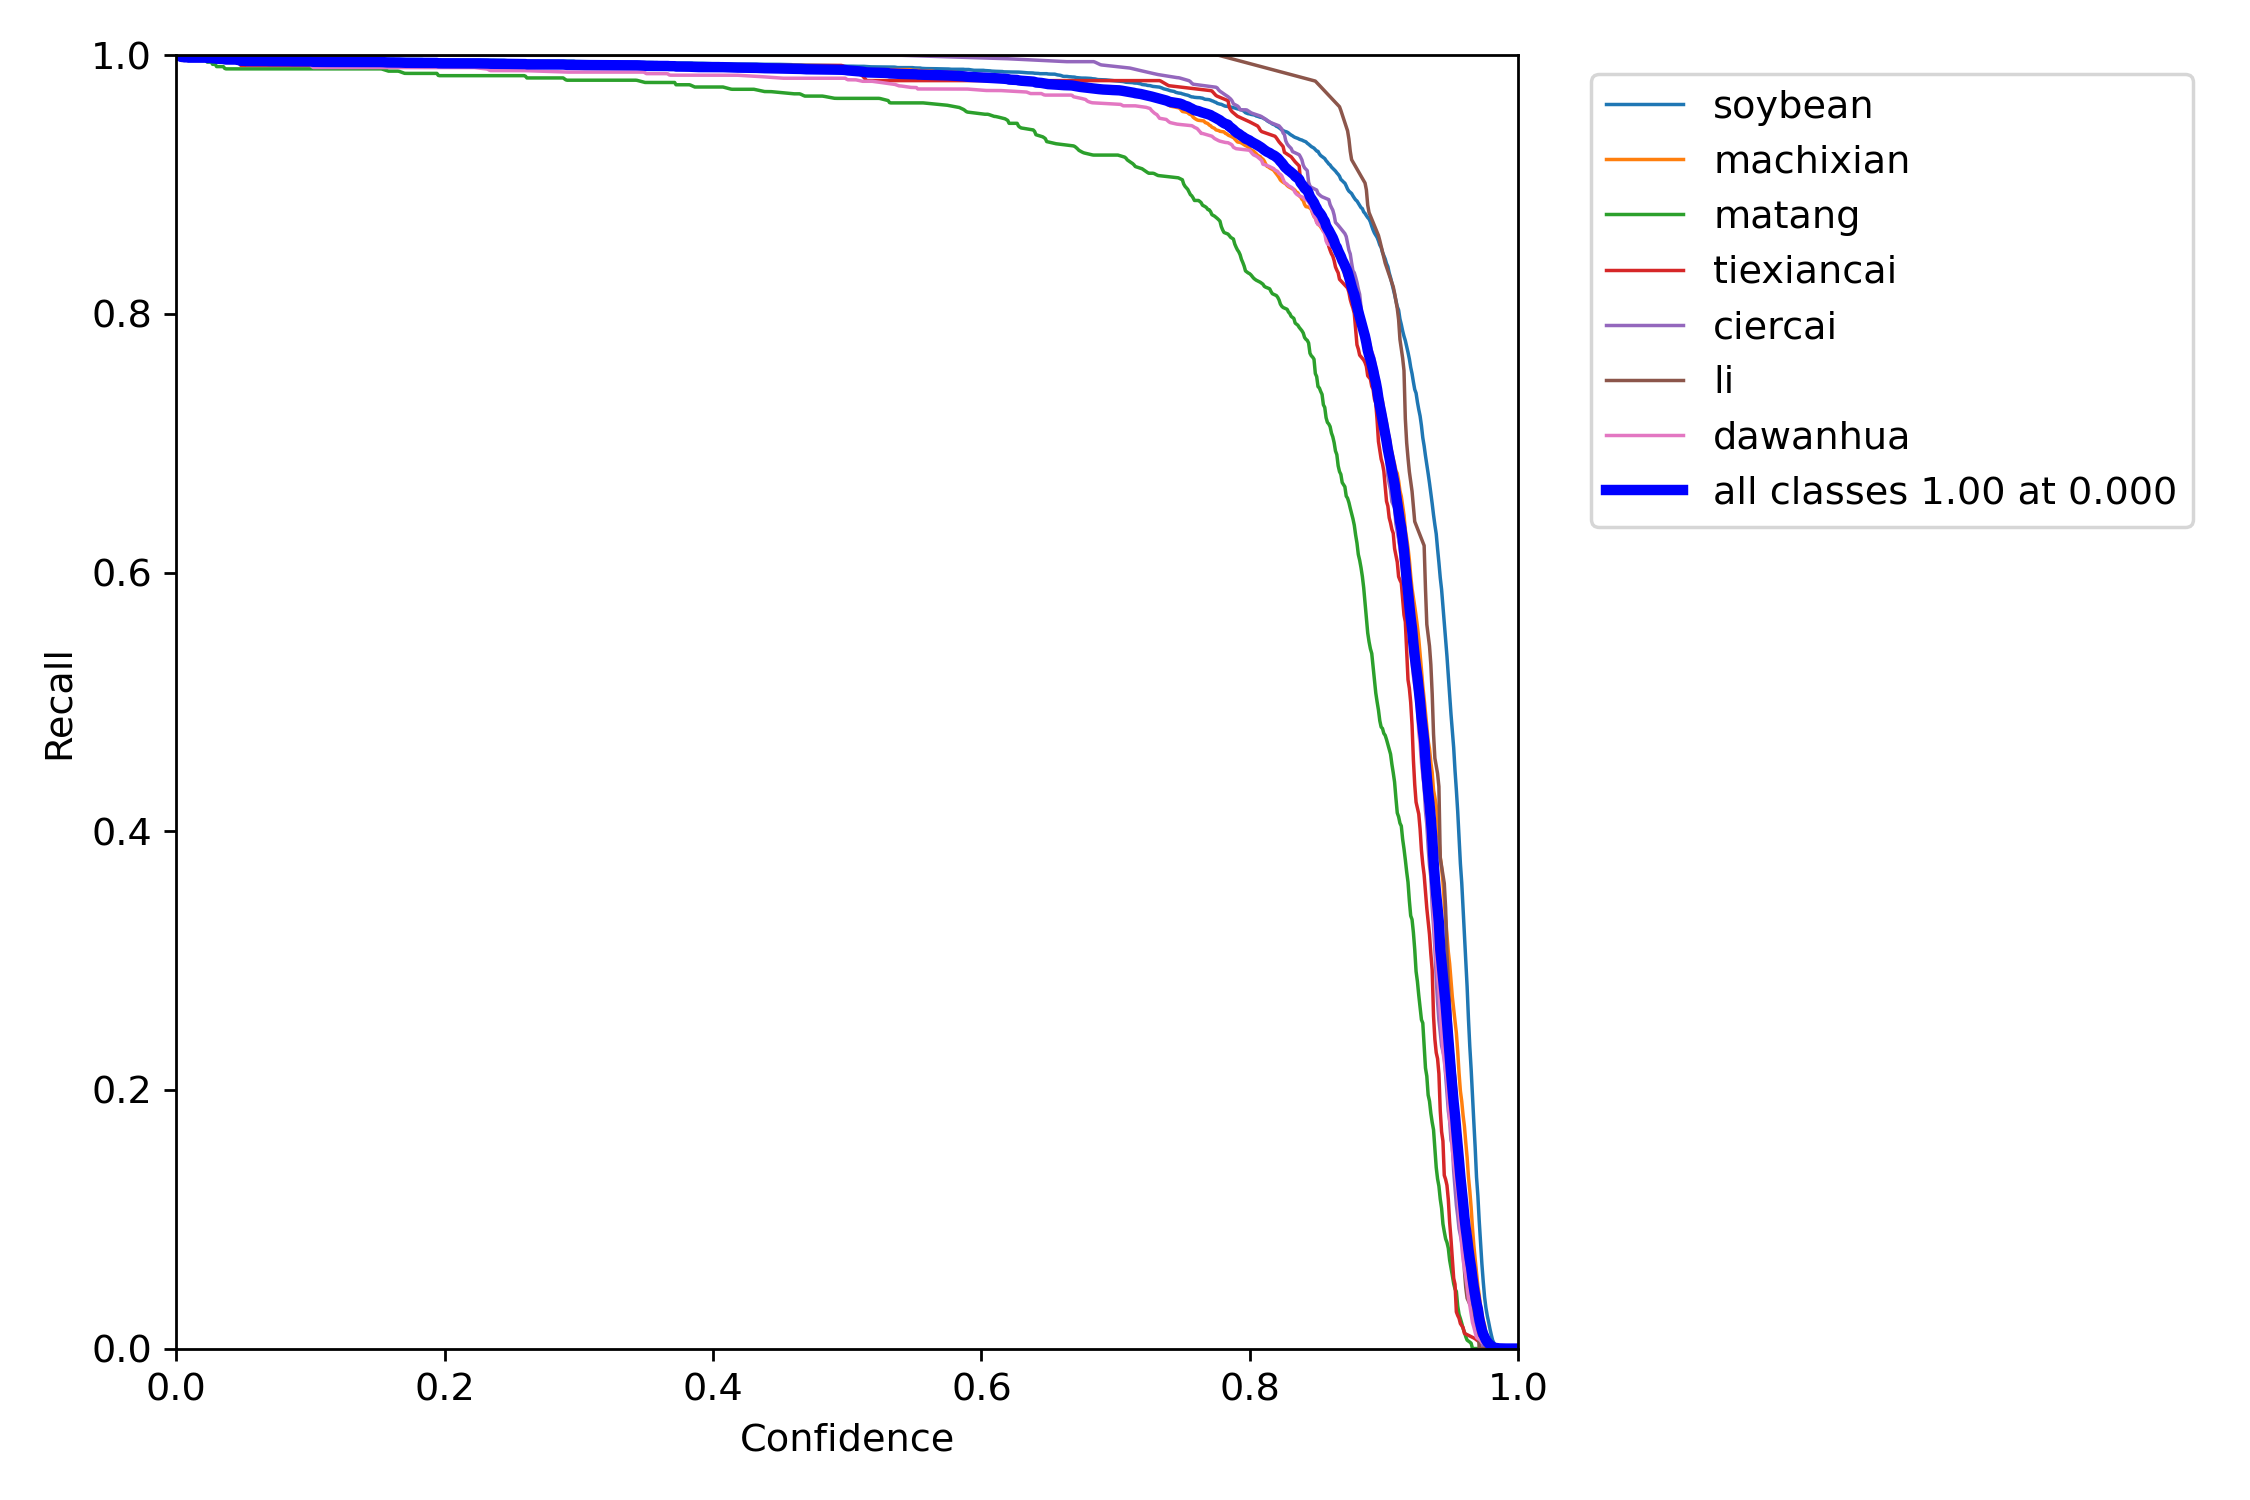 1.0
0.8
0.6
0.4
0.2
0.0
0.0 0.2 0.4 0.6 0.8 1.0
Recall
Confidence
soybean
machixian
matang
tiexiancai
ciercai
li
dawanhua
all classes 1.00 at 0.000